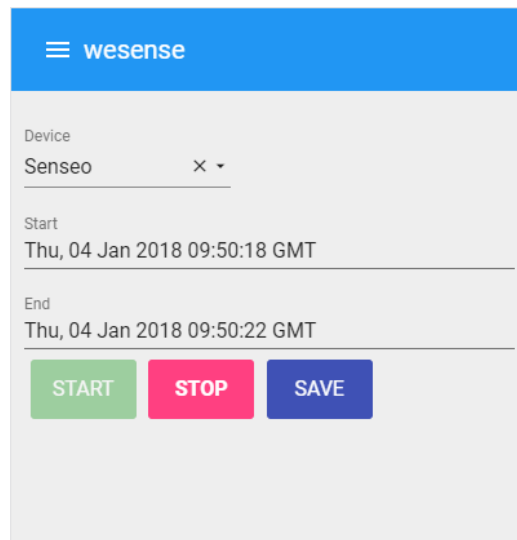 wesense
Device
Senseo
Start
Thu, 04 Jan 2018 09:50:18 GMT
End
Thu, 04 Jan 2018 09:50:22 GMT
START STOP SAVE